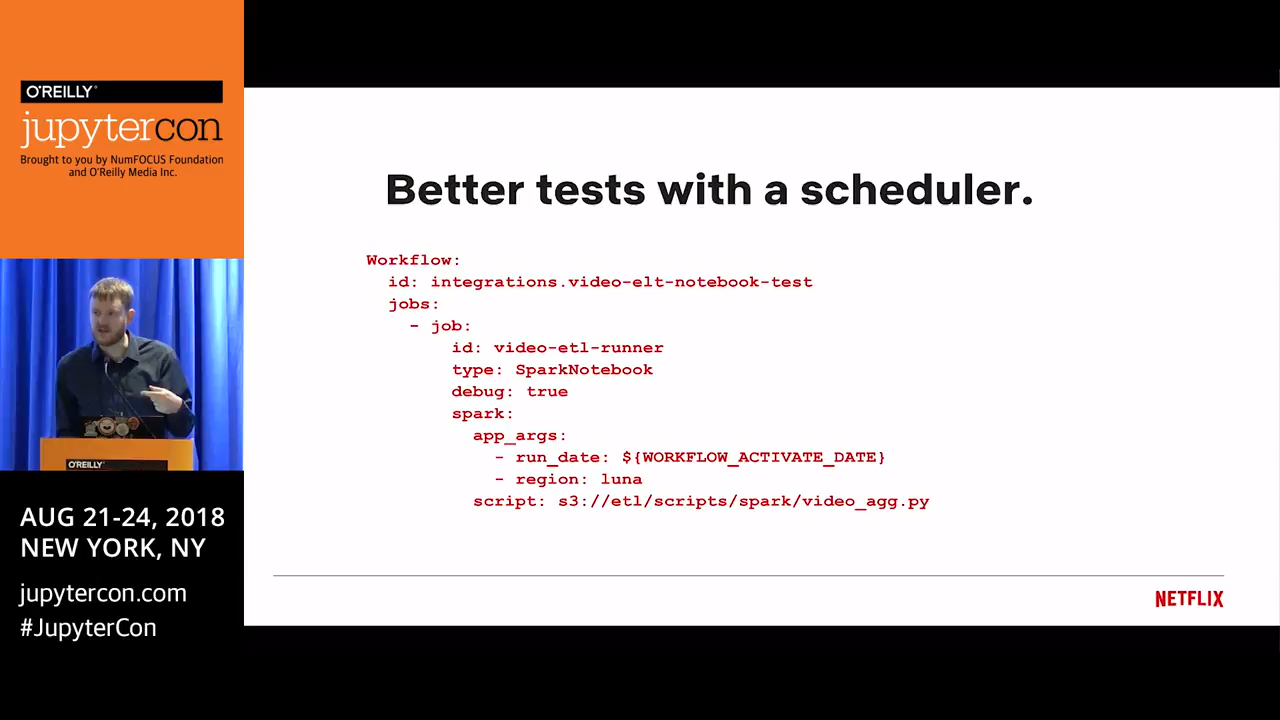 O'REILLY®
jupytercon
Brought to you by NumFOCUS Foundation
and O'Reilly Media Inc.
O'REILLY®
AUG 21-24, 2018
NEW YORK, NY
jupytercon.com
#JupyterCon
Better tests with a scheduler.
Workflow:
  id: integrations.video-elt-notebook-test
  jobs:
    - job:
        id: video-etl-runner
        type: SparkNotebook
        debug: true
        spark:
          app_args:
            - run_date: ${WORKFLOW_ACTIVATE_DATE}
            - region: luna
          script: s3://etl/scripts/spark/video_agg.py
NETFLIX